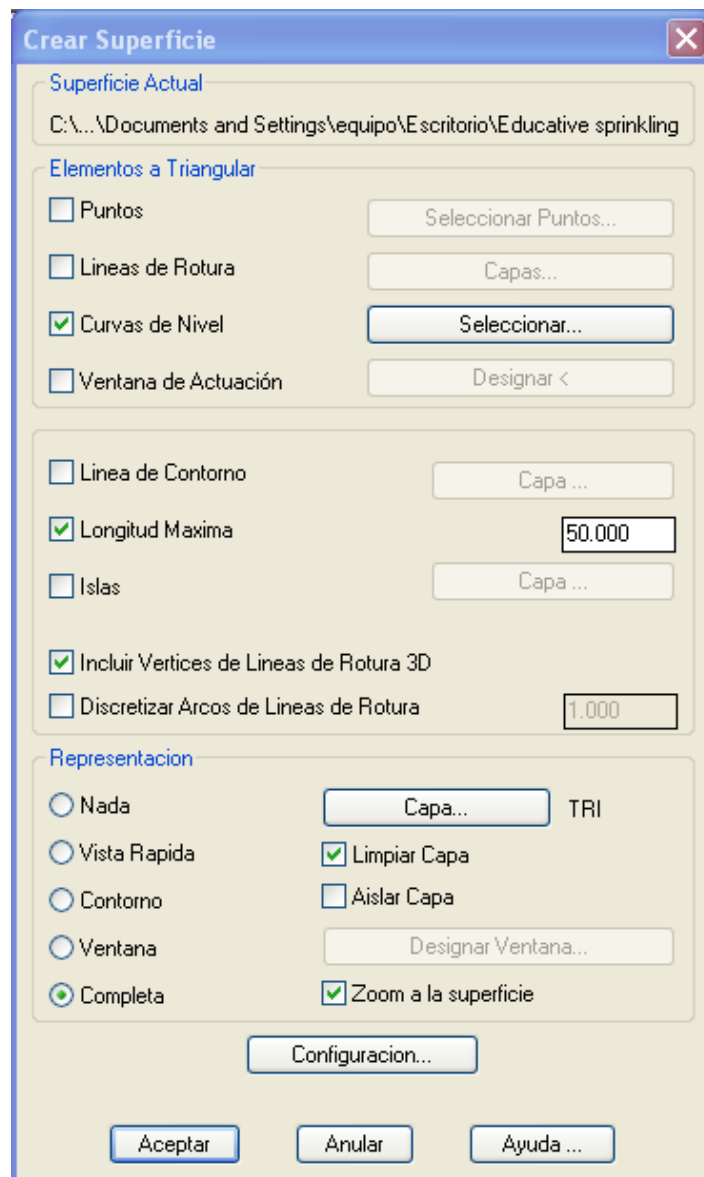 Crear Superficie
Superficie Actual
C:\...\Documents and Settings\equipo\Escritorio\Educative sprinkling
Elementos a Triangular
Puntos
Seleccionar Puntos...
Lineas de Rotura
Capas...
Curvas de Nivel
Seleccionar...
Ventana de Actuación
Designar <
Linea de Contorno
Capa ...
Longitud Maxima
50.000
Islas
Capa ...
Incluir Vertices de Lineas de Rotura 3D
Discretizar Arcos de Lineas de Rotura
1.000
Representacion
Nada
Capa...
TRI
Vista Rapida
Limpiar Capa
Contorno
Aislar Capa
Ventana
Designar Ventana...
Completa
Zoom a la superficie
Configuracion...
Aceptar
Anular
Ayuda ...